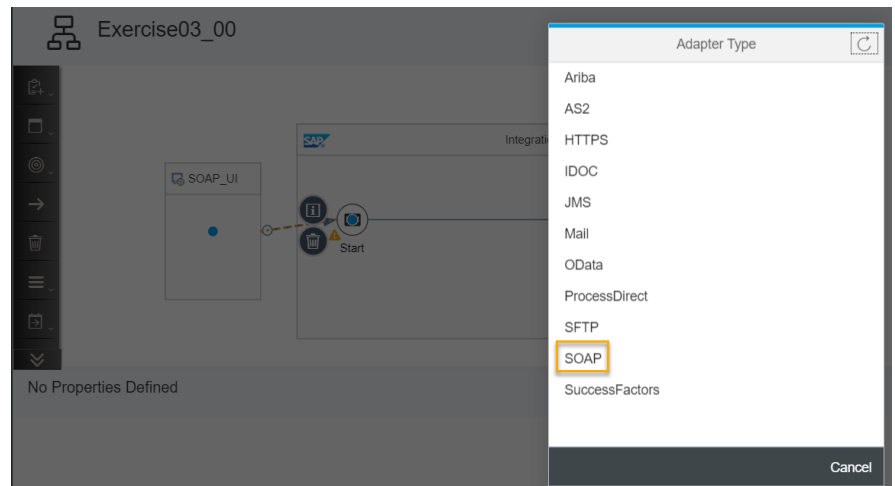 Exercise03_00
Adapter Type
Ariba
AS2
HTTPS
IDOC
JMS
Mail
OData
ProcessDirect
SFTP
SOAP
SuccessFactors
Cancel
SAP
Integrati
SOAP_UI
Start
No Properties Defined